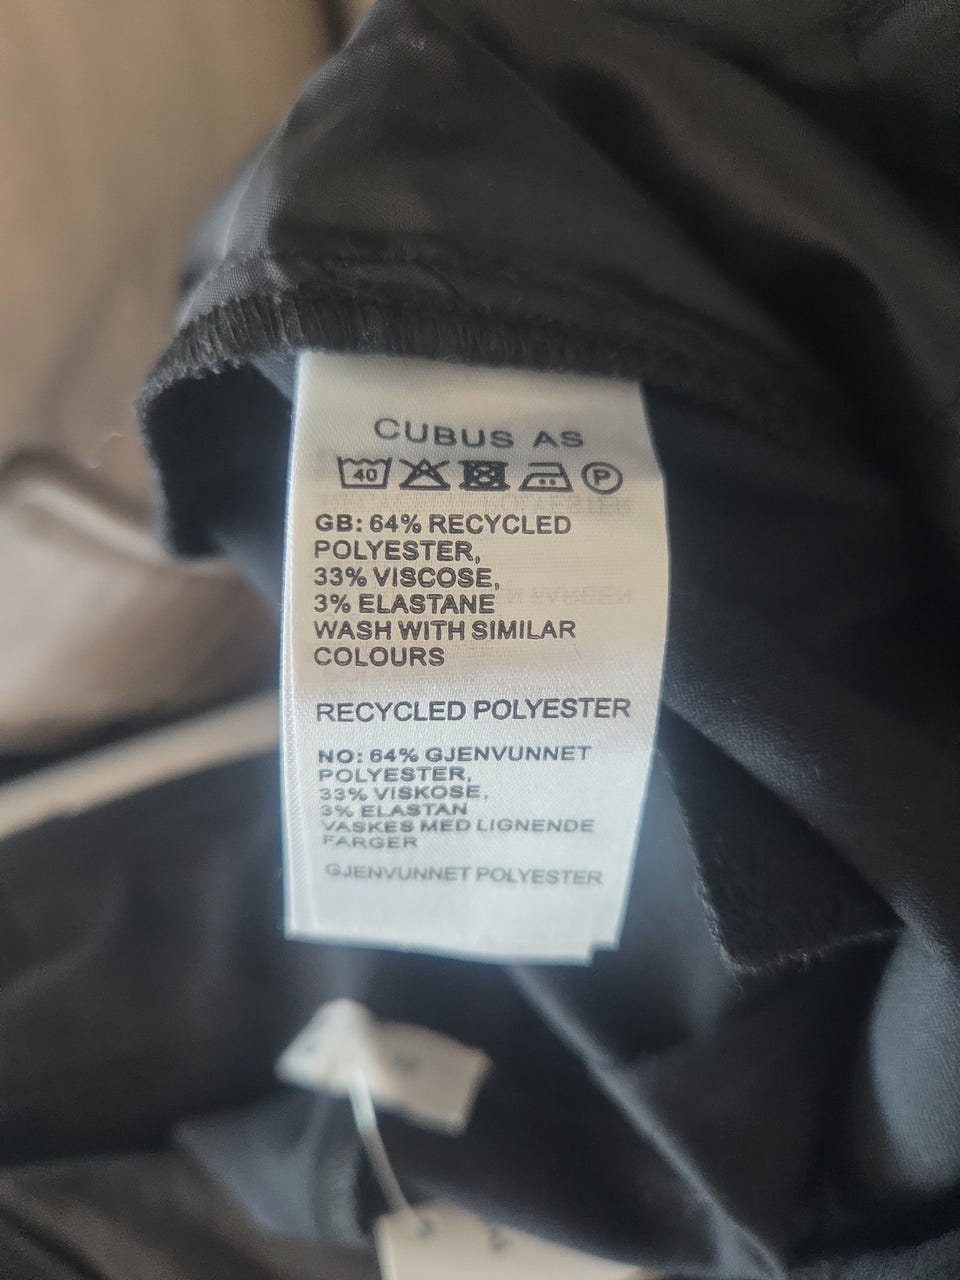 CUBUS AS
40 P
GB: 64% RECYCLED
POLYESTER,
33% VISCOSE,
3% ELASTANE
WASH WITH SIMILAR
COLOURS
RECYCLED POLYESTER
NO: 64% GJENVUNNET
POLYESTER,
33% VISKOSE,
3% ELASTAN
VASKES MED LIGNENDE
FARGER
GJENVUNNET POLYESTER